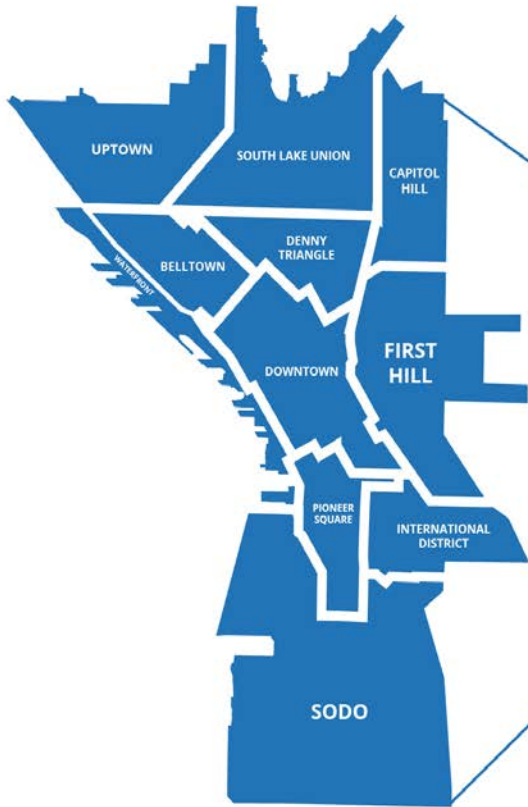 UPTOWN
SOUTH LAKE UNION
CAPITOL
HILL
DENNY
TRIANGLE
BELLTOWN
WATERFRONT
FIRST
HILL
DOWNTOWN
PIONEER
SQUARE
INTERNATIONAL
DISTRICT
SODO